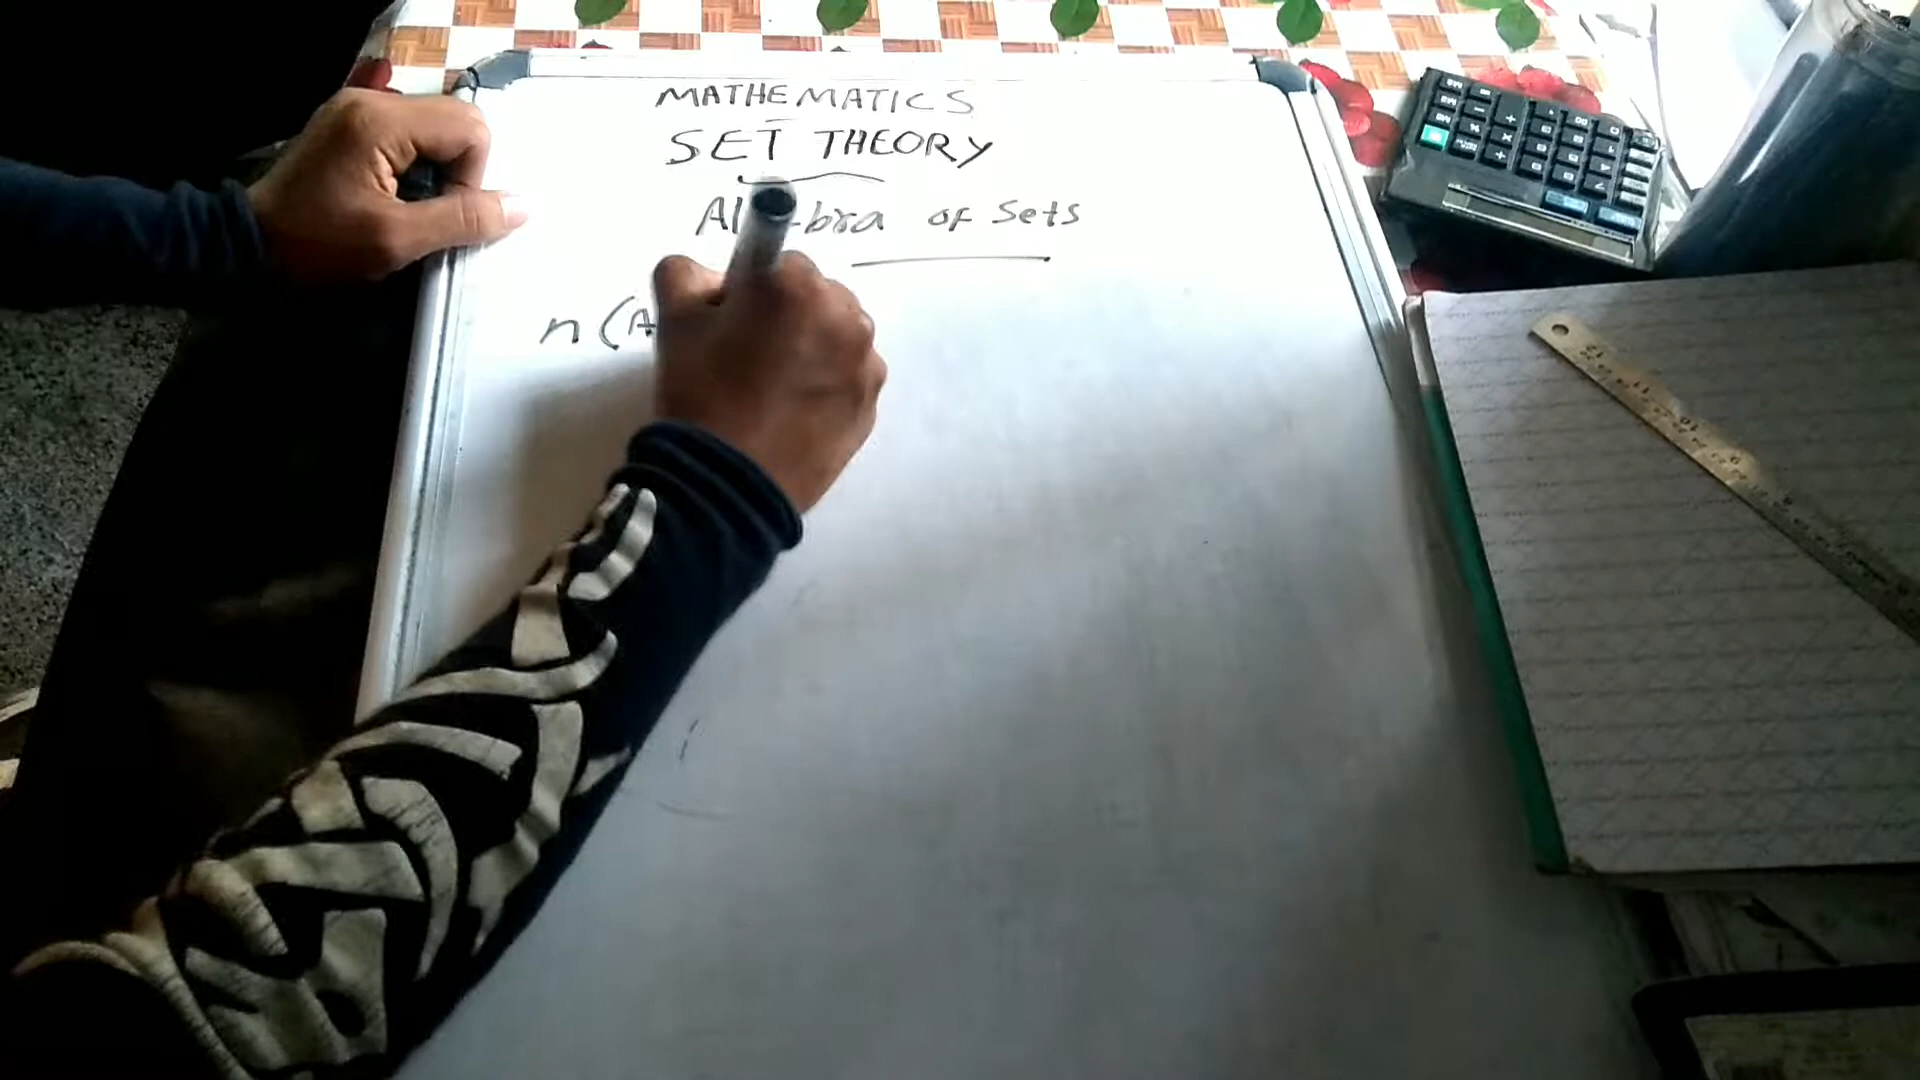 MATHEMATICS
SET THEORY
of Sets
n (A